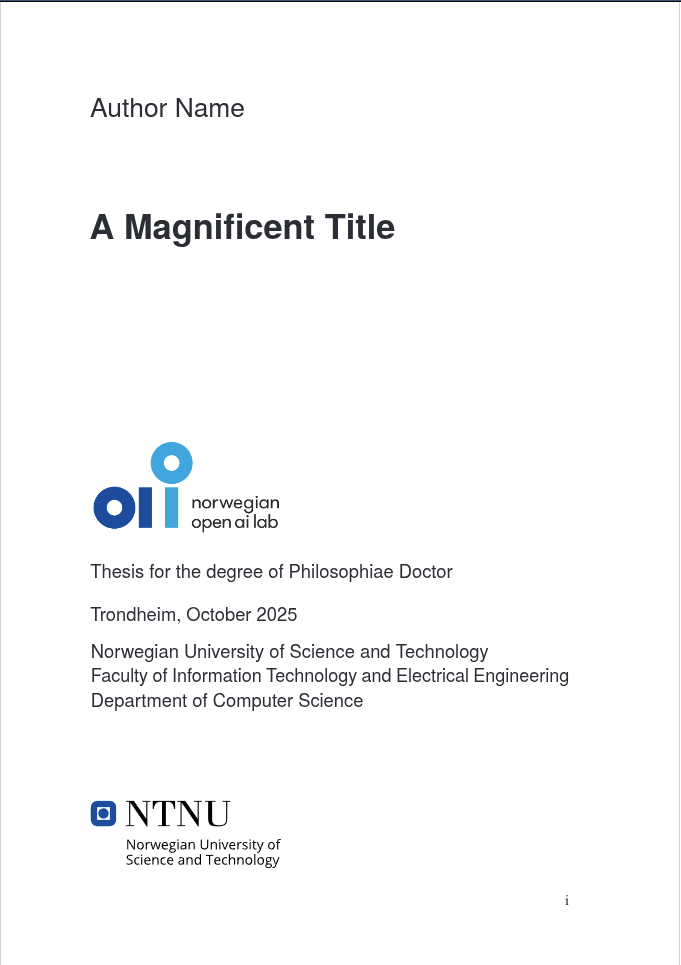 Author Name
A Magnificent Title
norwegian
open ai lab
Thesis for the degree of Philosophiae Doctor
Trondheim, October 2025
Norwegian University of Science and Technology
Faculty of Information Technology and Electrical Engineering
Department of Computer Science
NTNU
Norwegian University of
Science and Technology
i